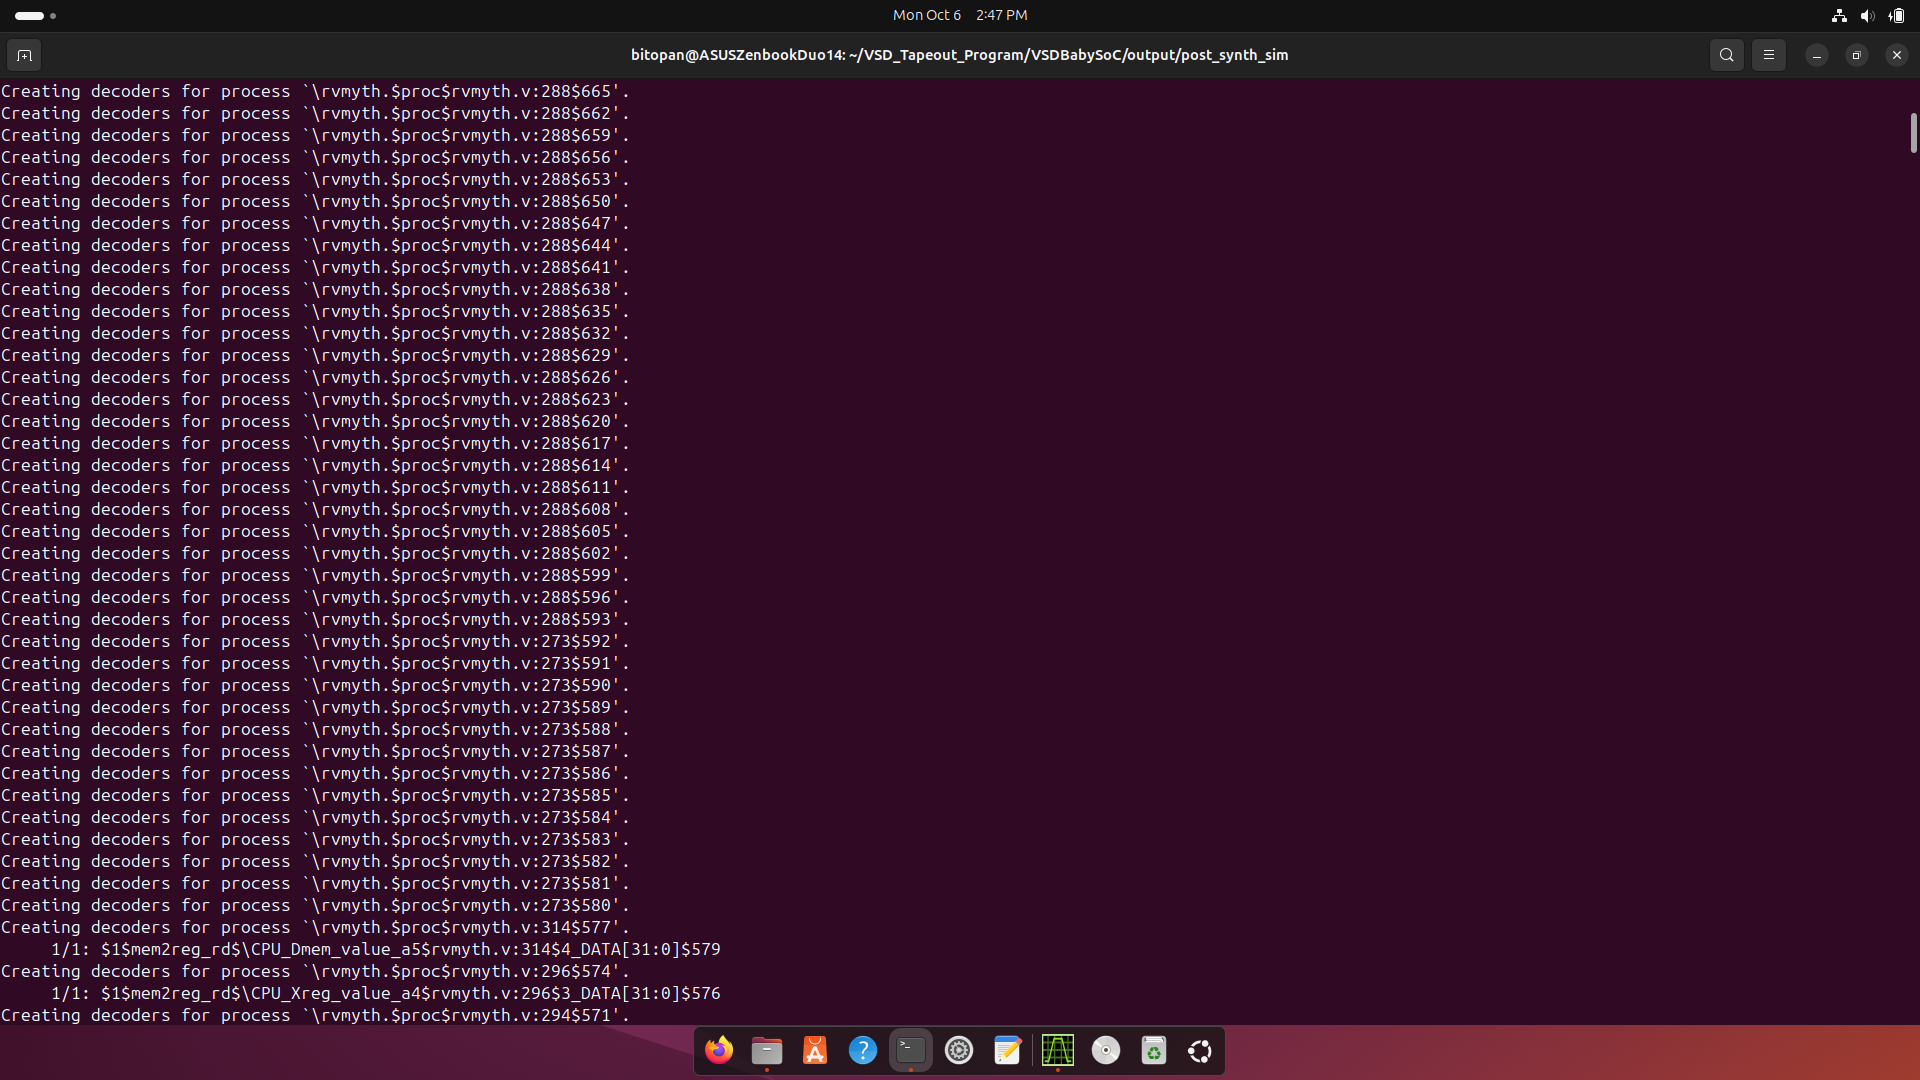 Mon Oct 6 2:47 PM
bitopan@ASUSZenbookDuo14: ~/VSD_Tapeout_Program/VSDBabySoC/output/post_synth_sim
Creating decoders for process `\rvmyth.$proc$rvmyth.v:288$665'.
Creating decoders for process `\rvmyth.$proc$rvmyth.v:288$662'.
Creating decoders for process `\rvmyth.$proc$rvmyth.v:288$659'.
Creating decoders for process `\rvmyth.$proc$rvmyth.v:288$656'.
Creating decoders for process `\rvmyth.$proc$rvmyth.v:288$653'.
Creating decoders for process `\rvmyth.$proc$rvmyth.v:288$650'.
Creating decoders for process `\rvmyth.$proc$rvmyth.v:288$647'.
Creating decoders for process `\rvmyth.$proc$rvmyth.v:288$644'.
Creating decoders for process `\rvmyth.$proc$rvmyth.v:288$641'.
Creating decoders for process `\rvmyth.$proc$rvmyth.v:288$638'.
Creating decoders for process `\rvmyth.$proc$rvmyth.v:288$635'.
Creating decoders for process `\rvmyth.$proc$rvmyth.v:288$632'.
Creating decoders for process `\rvmyth.$proc$rvmyth.v:288$629'.
Creating decoders for process `\rvmyth.$proc$rvmyth.v:288$626'.
Creating decoders for process `\rvmyth.$proc$rvmyth.v:288$623'.
Creating decoders for process `\rvmyth.$proc$rvmyth.v:288$620'.
Creating decoders for process `\rvmyth.$proc$rvmyth.v:288$617'.
Creating decoders for process `\rvmyth.$proc$rvmyth.v:288$614'.
Creating decoders for process `\rvmyth.$proc$rvmyth.v:288$611'.
Creating decoders for process `\rvmyth.$proc$rvmyth.v:288$608'.
Creating decoders for process `\rvmyth.$proc$rvmyth.v:288$605'.
Creating decoders for process `\rvmyth.$proc$rvmyth.v:288$602'.
Creating decoders for process `\rvmyth.$proc$rvmyth.v:288$599'.
Creating decoders for process `\rvmyth.$proc$rvmyth.v:288$596'.
Creating decoders for process `\rvmyth.$proc$rvmyth.v:288$593'.
Creating decoders for process `\rvmyth.$proc$rvmyth.v:273$592'.
Creating decoders for process `\rvmyth.$proc$rvmyth.v:273$591'.
Creating decoders for process `\rvmyth.$proc$rvmyth.v:273$590'.
Creating decoders for process `\rvmyth.$proc$rvmyth.v:273$589'.
Creating decoders for process `\rvmyth.$proc$rvmyth.v:273$588'.
Creating decoders for process `\rvmyth.$proc$rvmyth.v:273$587'.
Creating decoders for process `\rvmyth.$proc$rvmyth.v:273$586'.
Creating decoders for process `\rvmyth.$proc$rvmyth.v:273$585'.
Creating decoders for process `\rvmyth.$proc$rvmyth.v:273$584'.
Creating decoders for process `\rvmyth.$proc$rvmyth.v:273$583'.
Creating decoders for process `\rvmyth.$proc$rvmyth.v:273$582'.
Creating decoders for process `\rvmyth.$proc$rvmyth.v:273$581'.
Creating decoders for process `\rvmyth.$proc$rvmyth.v:273$580'.
Creating decoders for process `\rvmyth.$proc$rvmyth.v:314$577'.
     1/1: $1$mem2reg_rd$\CPU_Dmem_value_a5$rvmyth.v:314$4_DATA[31:0]$579
Creating decoders for process `\rvmyth.$proc$rvmyth.v:296$574'.
     1/1: $1$mem2reg_rd$\CPU_Xreg_value_a4$rvmyth.v:296$3_DATA[31:0]$576
Creating decoders for process `\rvmyth.$proc$rvmyth.v:294$571'.